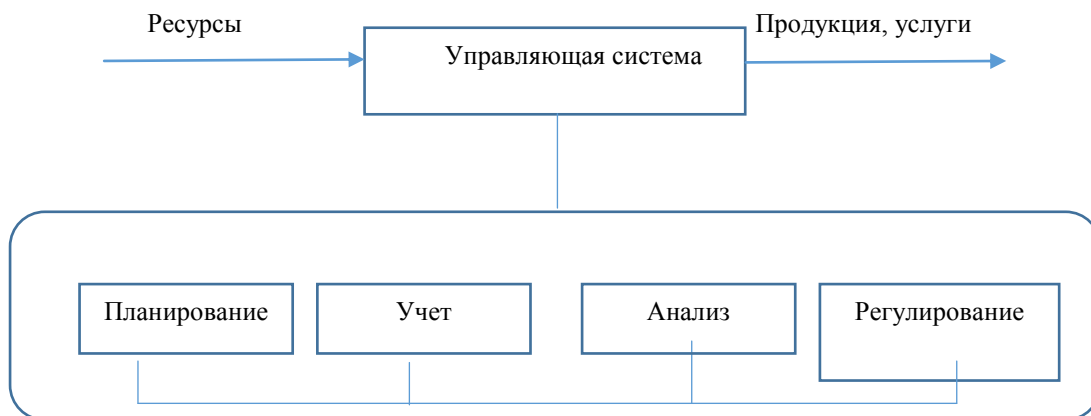 Ресурсы
Продукция, услуги
Управляющая система
Планирование
Учет
Анализ
Регулирование